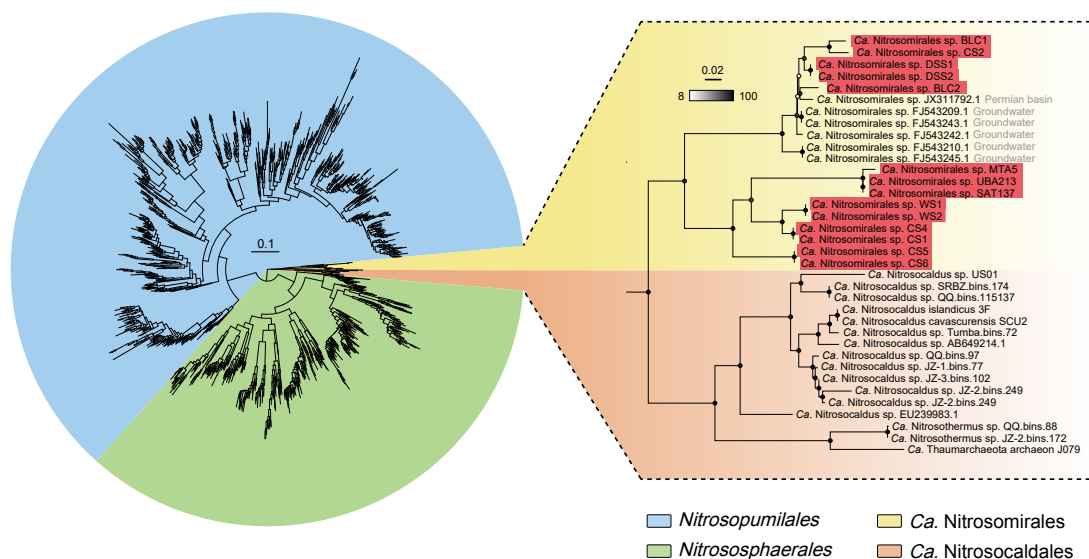 0.1
0.02
8 100
Ca. Nitrosomirales sp. BLC1
Ca. Nitrosomirales sp. CS2
Ca. Nitrosomirales sp. DSS1
Ca. Nitrosomirales sp. DSS2
Ca. Nitrosomirales sp. BLC2
Ca. Nitrosomirales sp. JX311792.1 Permian basin
Ca. Nitrosomirales sp. FJ543209.1 Groundwater
Ca. Nitrosomirales sp. FJ543243.1 Groundwater
Ca. Nitrosomirales sp. FJ543242.1 Groundwater
Ca. Nitrosomirales sp. FJ543210.1 Groundwater
Ca. Nitrosomirales sp. FJ543245.1 Groundwater
Ca. Nitrosomirales sp. MTA5
Ca. Nitrosomirales sp. UBA213
Ca. Nitrosomirales sp. SAT137
Ca. Nitrosomirales sp. WS1
Ca. Nitrosomirales sp. WS2
Ca. Nitrosomirales sp. CS4
Ca. Nitrosomirales sp. CS1
Ca. Nitrosomirales sp. CS5
Ca. Nitrosomirales sp. CS6
Ca. Nitrosocaldus sp. US01
Ca. Nitrosocaldus sp. SRBZ.bins.174
Ca. Nitrosocaldus sp. QQ.bins.115137
Ca. Nitrosocaldus islandicus 3F
Ca. Nitrosocaldus cavascurensis SCU2
Ca. Nitrosocaldus sp. Tumba.bins.72
Ca. Nitrosocaldus sp. AB649214.1
Ca. Nitrosocaldus sp. QQ.bins.97
Ca. Nitrosocaldus sp. JZ-1.bins.77
Ca. Nitrosocaldus sp. JZ-3.bins.102
Ca. Nitrosocaldus sp. JZ-2.bins.249
Ca. Nitrosocaldus sp. JZ-2.bins.249
Ca. Nitrosocaldus sp. EU239983.1
Ca. Nitrosothermus sp. QQ.bins.88
Ca. Nitrosothermus sp. JZ-2.bins.172
Ca. Thaumarchaeota archaeon J079
Nitrosopumilales
Ca. Nitrosomirales
Nitrososphaerales
Ca. Nitrosocaldales